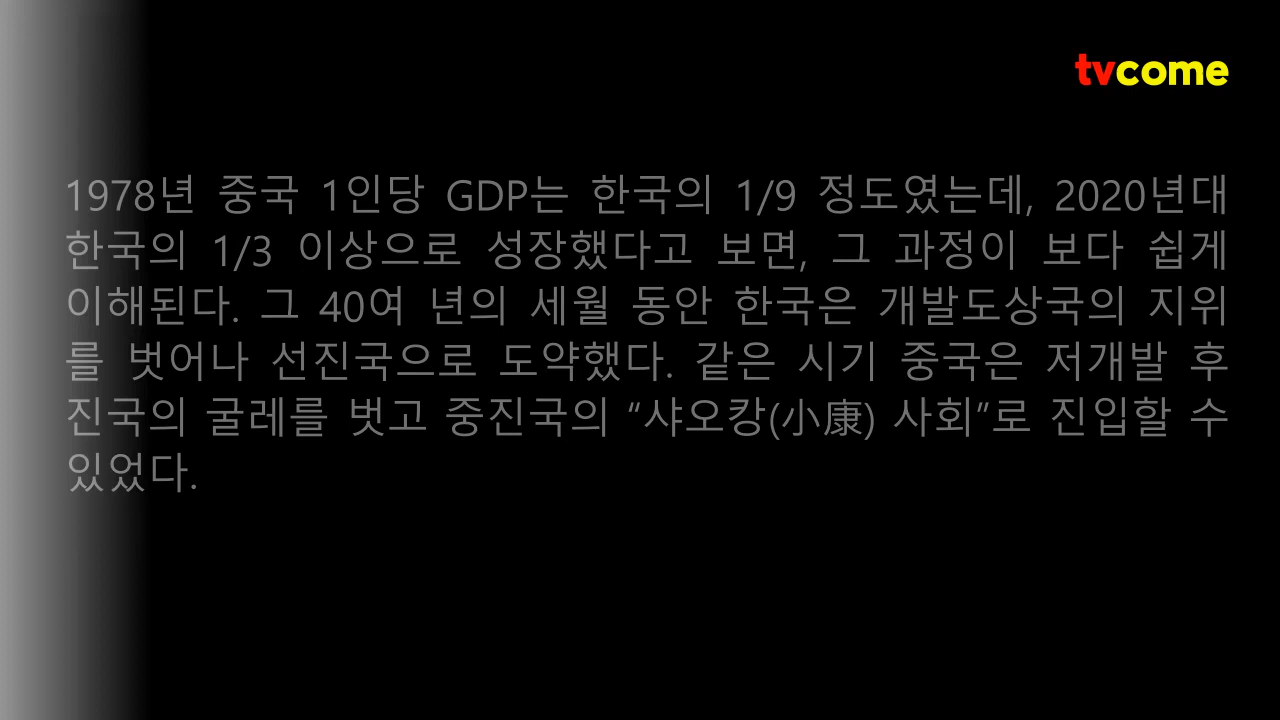 tvcome
1978년 중국 1인당 GDP는 한국의 1/9 정도였는데, 2020년대
한국의 1/3 이상으로 성장했다고 보면, 그 과정이 보다 쉽게
이해된다. 그 40여 년의 세월 동안 한국은 개발도상국의 지위
를 벗어나 선진국으로 도약했다. 같은 시기 중국은 저개발 후
진국의 굴레를 벗고 중진국의 “샤오캉(小康) 사회”로 진입할 수
있었다.